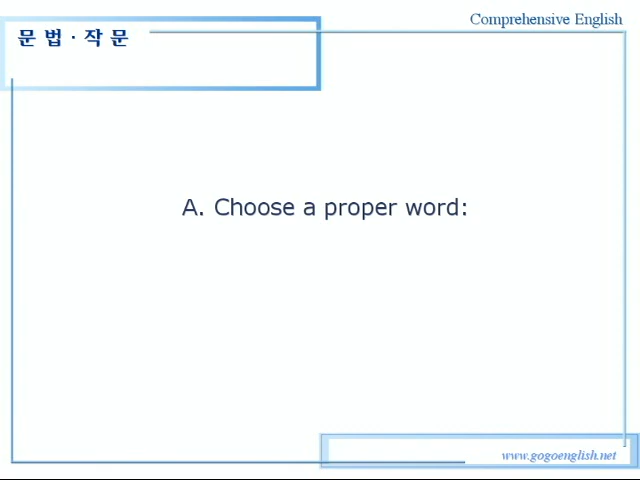 Comprehensive English
문 법 · 작 문
A. Choose a proper word:
www.gogoenglish.net